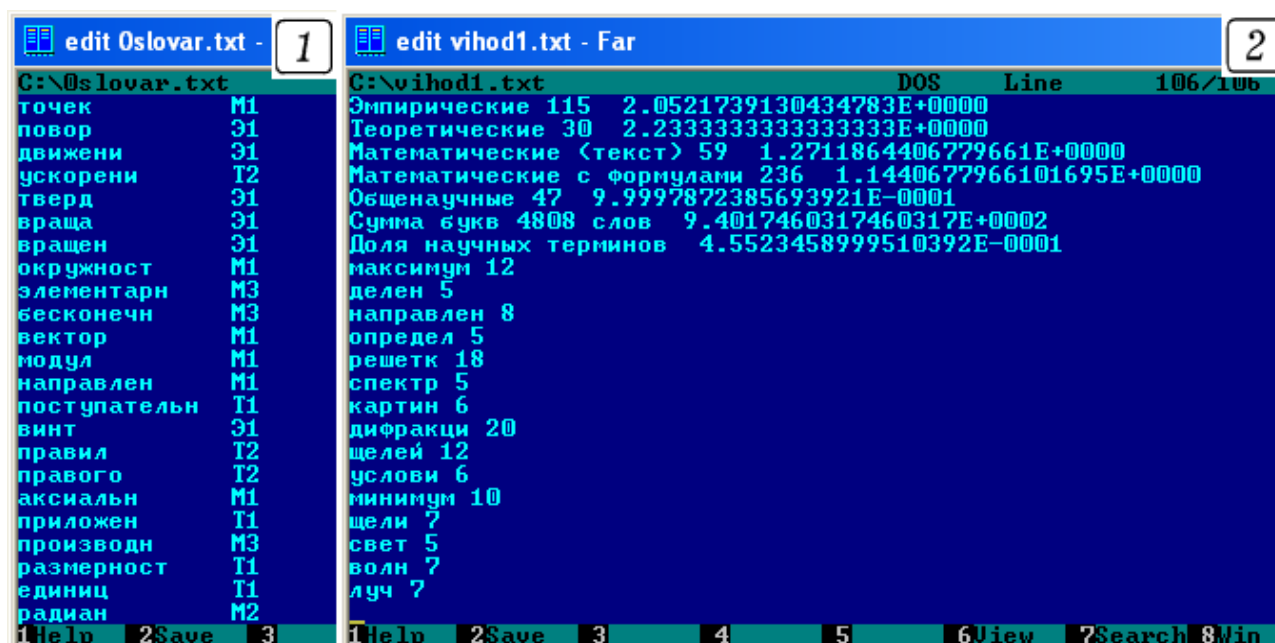 edit Oslovar.txt -
1
C:\Oslovar.txt
точек М1
повор Э1
движени Э1
ускорени Т2
тверд Э1
враща Э1
вращен Э1
окружност М1
элементарн М3
бесконечн М3
вектор М1
модул М1
направлен М1
поступательн Т1
винт Э1
правил Т2
правого Т2
аксиальн М1
приложен Т1
производн М3
размерност Т1
единиц Т1
радиан М2
1Help 2Save 3
edit vihod1.txt - Far
2
C:\vihod1.txt DOS Line 106/106
Эмпирические 115 2.0521739130434783E+0000
Теоретические 30 2.2333333333333333E+0000
Математические (текст) 59 1.2711864406779661E+0000
Математические с формулами 236 1.1440677966101695E+0000
Общенаучные 47 9.9997872385693921E-0001
Сумма букв 4808 слов 9.4017460317460317E+0002
Доля научных терминов 4.5523458999510392E-0001
максимум 12
делен 5
направлен 8
определ 5
решетк 18
спектр 5
картин 6
дифракци 20
щелей 12
услови 6
минимум 10
щели 7
свет 5
волн 7
луч 7
1Help 2Save 3 4 5 6View 7Search 8Win